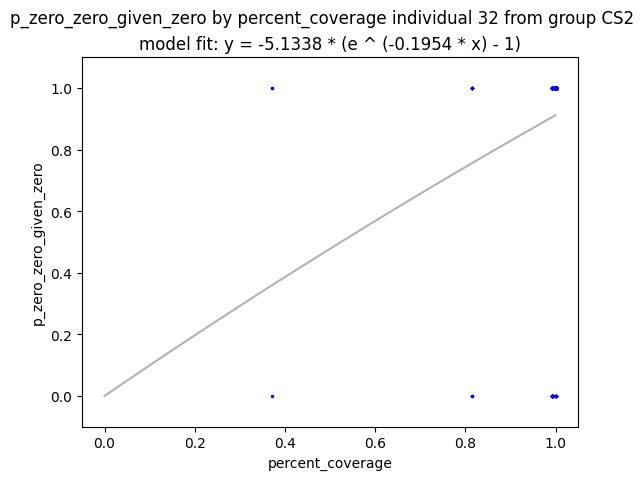 p_zero_zero_given_zero by percent_coverage individual 32 from group CS2
model fit: y = -5.1338 * (e ^ (-0.1954 * x) - 1)
1.0
0.8
0.6
0.4
0.2
0.0
p_zero_zero_given_zero
0.0 0.2 0.4 0.6 0.8 1.0
percent_coverage